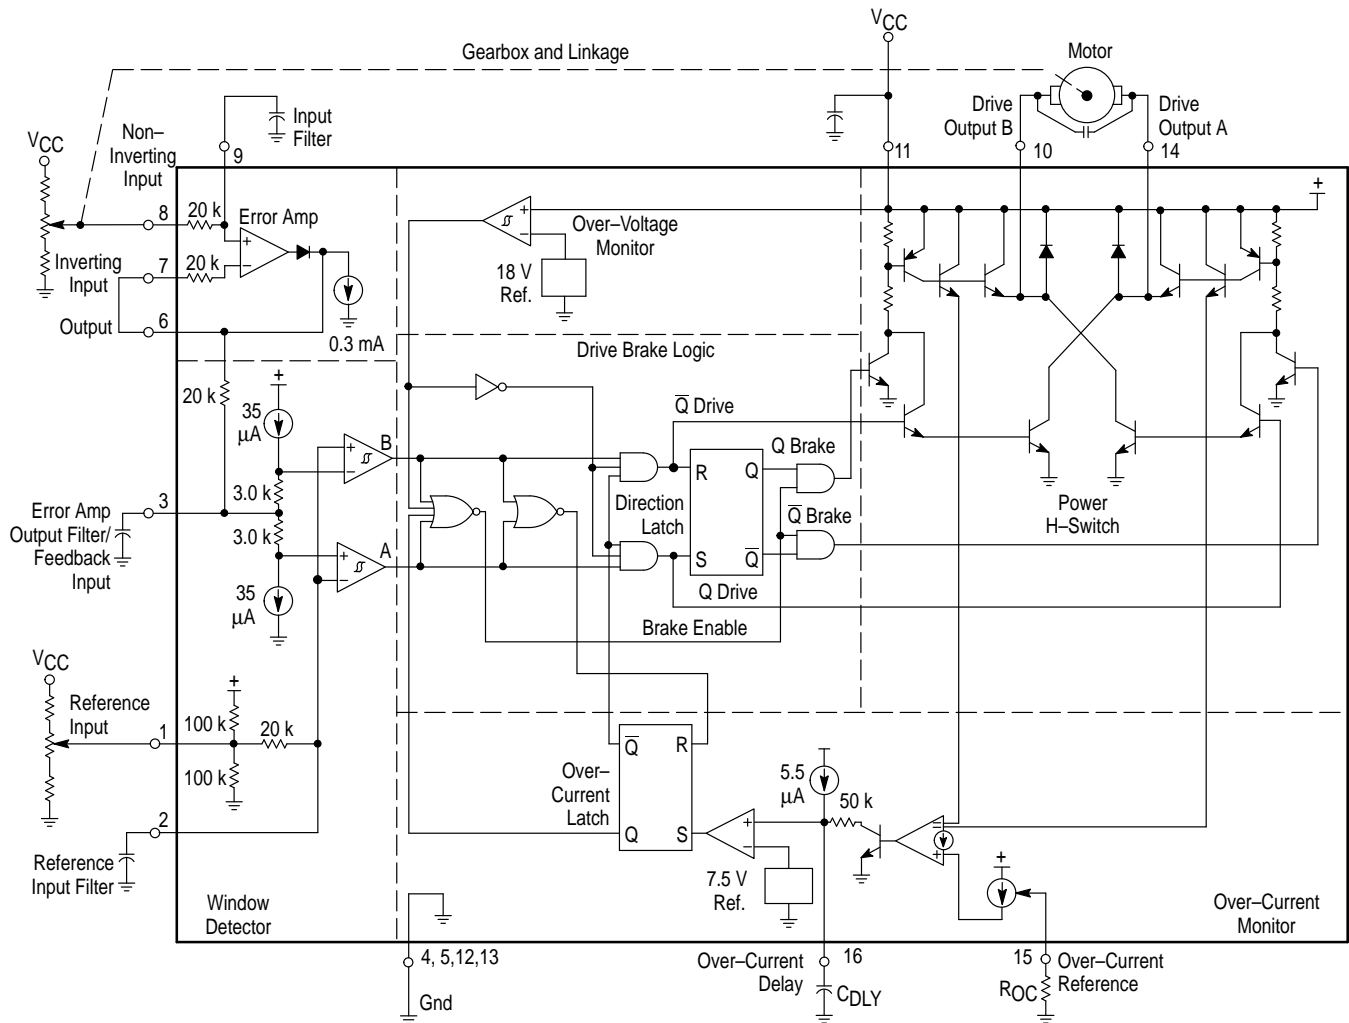 V_CC
Gearbox and Linkage
Motor
Drive
Output B
Drive
Output A
Input
Filter
V_CC
Non–
Inverting
Input
9
11
10
14
8
20 k
Error Amp
+
–
+
–
+
Over–Voltage
Monitor
Inverting
Input
7
20 k
18 V
Ref.
Output
6
0.3 mA
Drive Brake Logic
20 k
+
35
µA
Q̅ Drive
B
+
–
Q Brake
R
Q
3.0 k
Direction
Latch
Q̅ Brake
3
Error Amp
Output Filter/
Feedback
Input
3.0 k
Power
H–Switch
A
+
–
S
Q̅
35
µA
Q Drive
Brake Enable
V_CC
Reference
Input
+
100 k
20 k
1
100 k
Q̅
R
Over–
Current
Latch
Q
S
5.5
µA
50 k
+
–
–
+
2
Reference
Input Filter
7.5 V
Ref.
+
Window
Detector
Over–Current
Monitor
4, 5,12,13
Gnd
Over–Current
Delay
16
C_DLY
15
Over–Current
Reference
R_OC